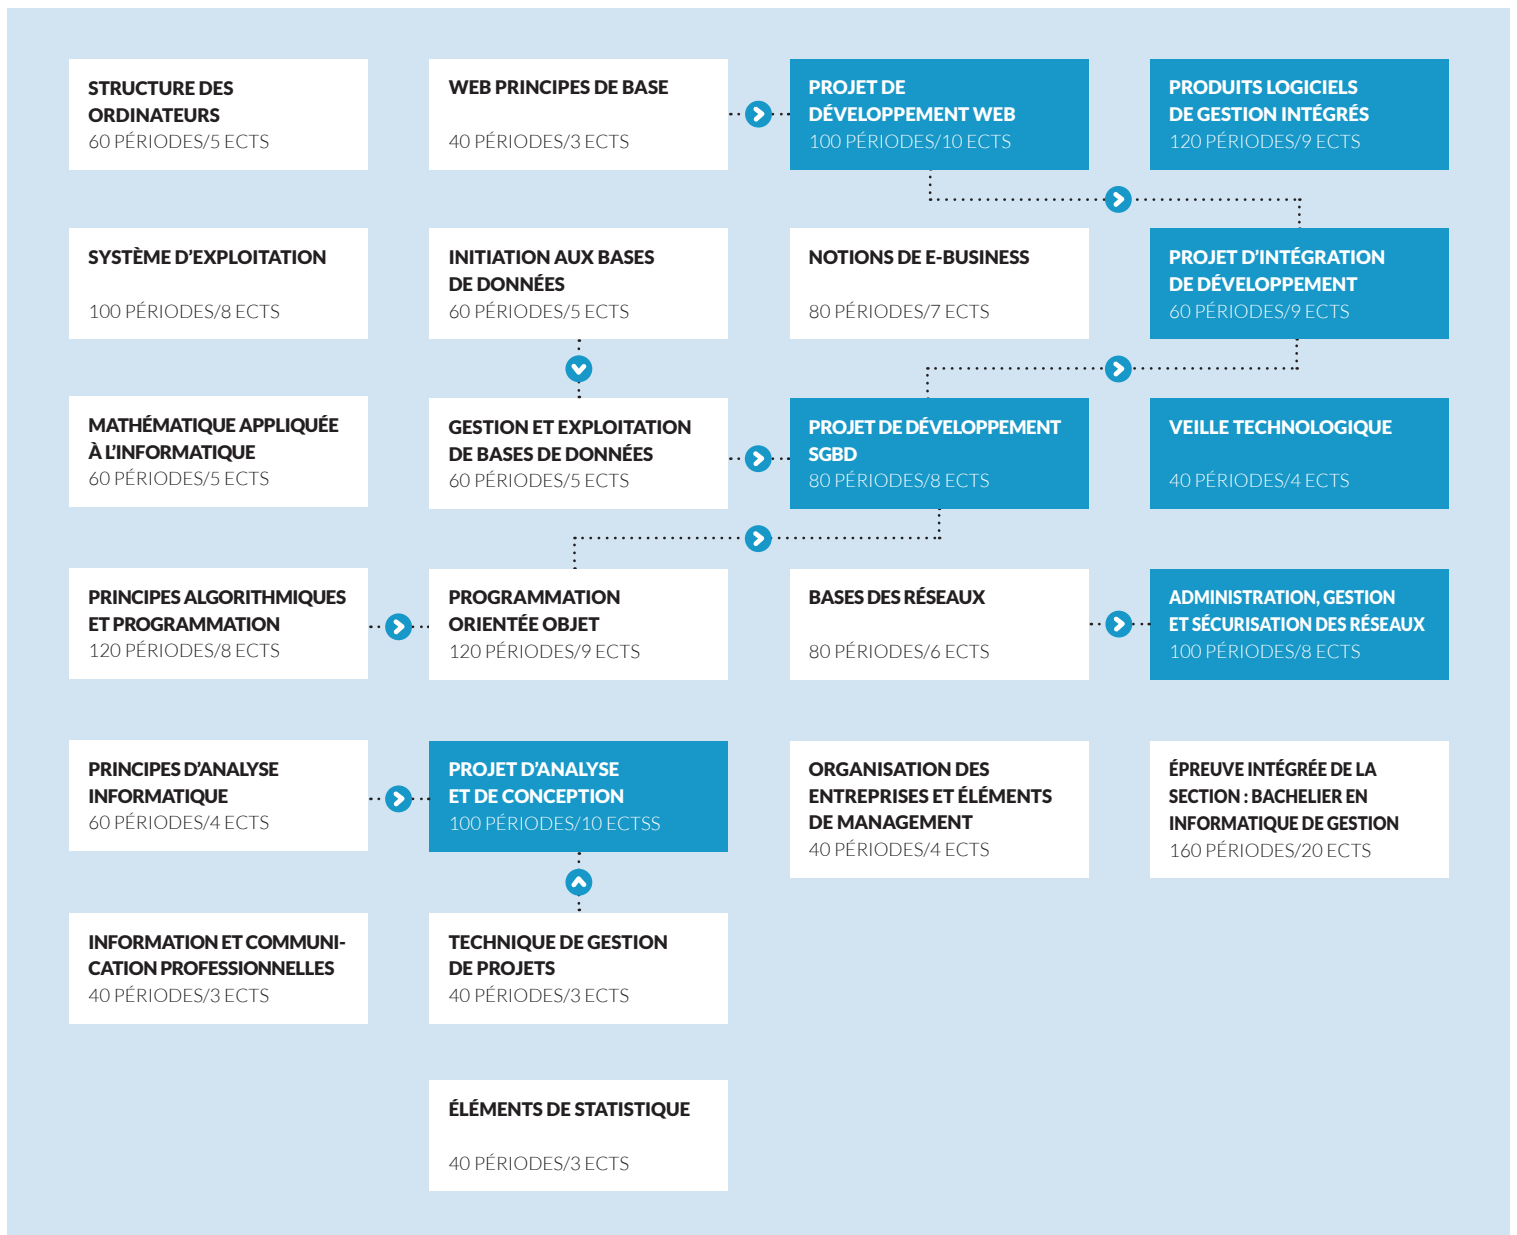 STRUCTURE DES
ORDINATEURS
60 PÉRIODES/5 ECTS
WEB PRINCIPES DE BASE
40 PÉRIODES/3 ECTS
PROJET DE
DÉVELOPPEMENT WEB
100 PÉRIODES/10 ECTS
PRODUITS LOGICIELS
DE GESTION INTÉGRÉS
120 PÉRIODES/9 ECTS
SYSTÈME D'EXPLOITATION
100 PÉRIODES/8 ECTS
INITIATION AUX BASES
DE DONNÉES
60 PÉRIODES/5 ECTS
NOTIONS DE E-BUSINESS
80 PÉRIODES/7 ECTS
PROJET D'INTÉGRATION
DE DÉVELOPPEMENT
60 PÉRIODES/9 ECTS
MATHÉMATIQUE APPLIQUÉE
À L'INFORMATIQUE
60 PÉRIODES/5 ECTS
GESTION ET EXPLOITATION
DE BASES DE DONNÉES
60 PÉRIODES/5 ECTS
PROJET DE DÉVELOPPEMENT
SGBD
80 PÉRIODES/8 ECTS
VEILLE TECHNOLOGIQUE
40 PÉRIODES/4 ECTS
PRINCIPES ALGORITHMIQUES
ET PROGRAMMATION
120 PÉRIODES/8 ECTS
PROGRAMMATION
ORIENTÉE OBJET
120 PÉRIODES/9 ECTS
BASES DES RÉSEAUX
80 PÉRIODES/6 ECTS
ADMINISTRATION, GESTION
ET SÉCURISATION DES RÉSEAUX
100 PÉRIODES/8 ECTS
PRINCIPES D'ANALYSE
INFORMATIQUE
60 PÉRIODES/4 ECTS
PROJET D'ANALYSE
ET DE CONCEPTION
100 PÉRIODES/10 ECTSS
ORGANISATION DES
ENTREPRISES ET ÉLÉMENTS
DE MANAGEMENT
40 PÉRIODES/4 ECTS
ÉPREUVE INTÉGRÉE DE LA
SECTION : BACHELIER EN
INFORMATIQUE DE GESTION
160 PÉRIODES/20 ECTS
INFORMATION ET COMMUNI-
CATION PROFESSIONNELLES
40 PÉRIODES/3 ECTS
TECHNIQUE DE GESTION
DE PROJETS
40 PÉRIODES/3 ECTS
ÉLÉMENTS DE STATISTIQUE
40 PÉRIODES/3 ECTS